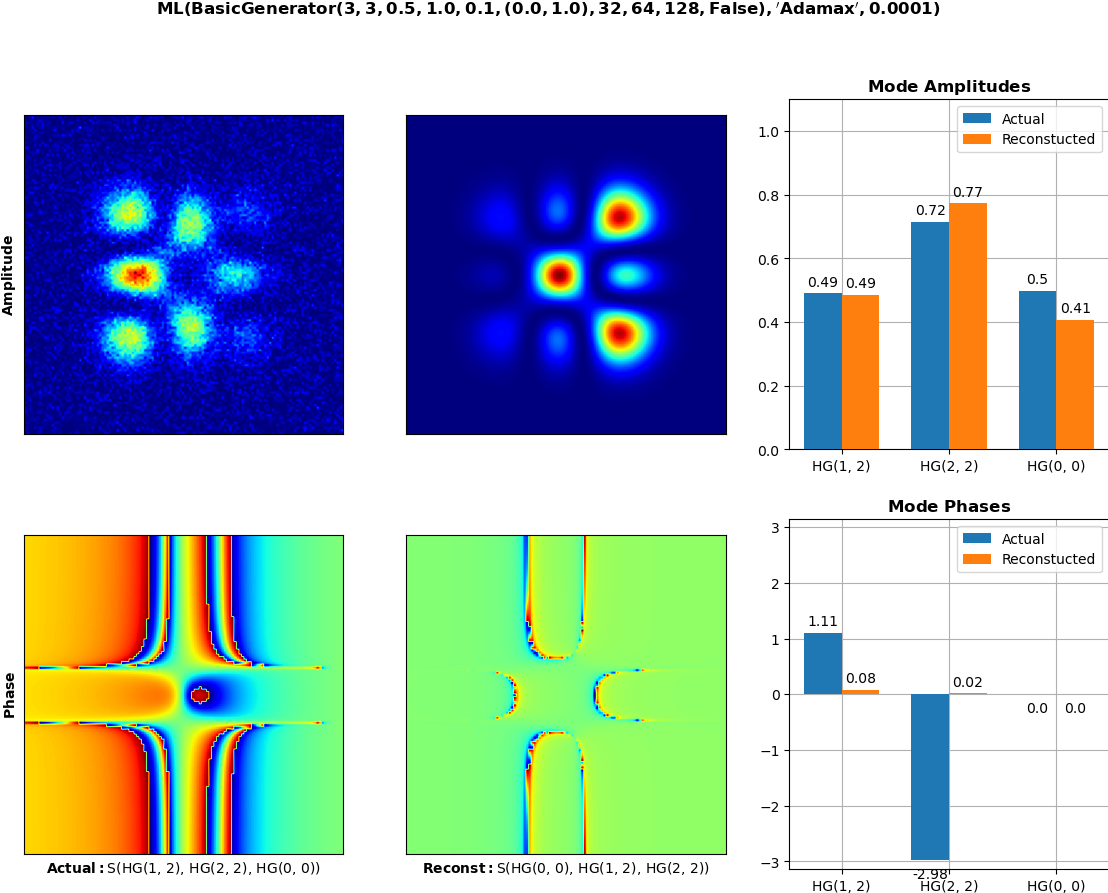 ML(BasicGenerator(3, 3, 0.5, 1.0, 0.1, (0.0, 1.0), 32, 64, 128, False), ′Adamax′, 0.0001)
Amplitude
Mode Amplitudes
Actual
Reconstucted
1.0
0.8
0.6
0.4
0.2
0.0
0.49
0.49
0.72
0.77
0.5
0.41
HG(1, 2)
HG(2, 2)
HG(0, 0)
Phase
Actual: S(HG(1, 2), HG(2, 2), HG(0, 0))
Reconst: S(HG(0, 0), HG(1, 2), HG(2, 2))
Mode Phases
Actual
Reconstucted
3
2
1
0
−1
−2
−3
1.11
0.08
-2.98
0.02
0.0
0.0
HG(1, 2)
HG(2, 2)
HG(0, 0)